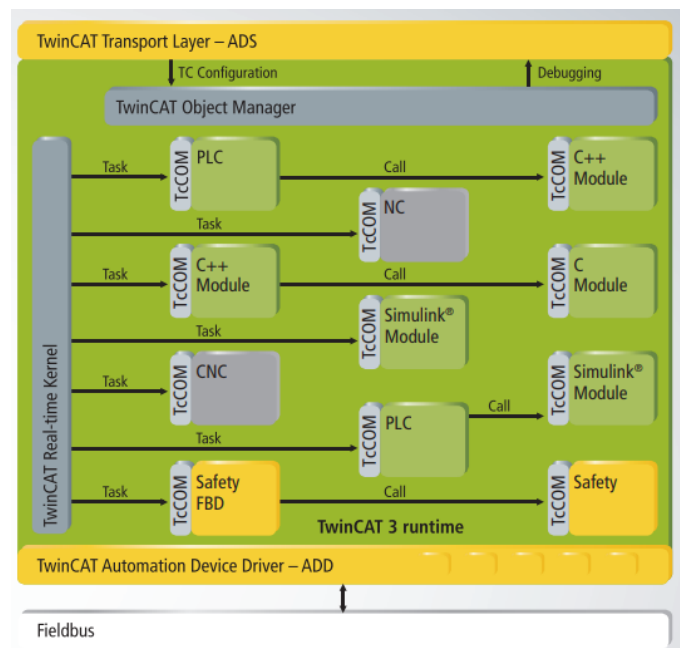 TwinCAT Transport Layer – ADS
TC Configuration
Debugging
TwinCAT Object Manager
TwinCAT Real-time Kernel
Task
TcCOM
PLC
Call
TcCOM
C++
Module
Task
TcCOM
NC
Task
TcCOM
C++
Module
Call
TcCOM
C
Module
Task
TcCOM
Simulink®
Module
Task
TcCOM
CNC
TcCOM
Simulink®
Module
Task
TcCOM
PLC
Call
Task
TcCOM
Safety
FBD
Call
TcCOM
Safety
TwinCAT 3 runtime
TwinCAT Automation Device Driver – ADD
Fieldbus